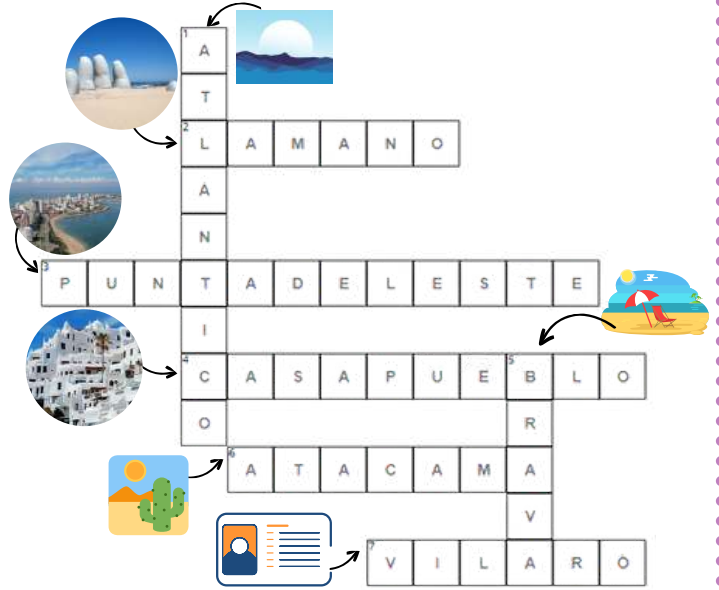 1 A
T
2 L A M A N O
A
N
3 P U N T A D E L E S T E
I
4 C A S A P U E 5 B L O
O R
6 A T A C A M A
V
7 V I L A R Ó